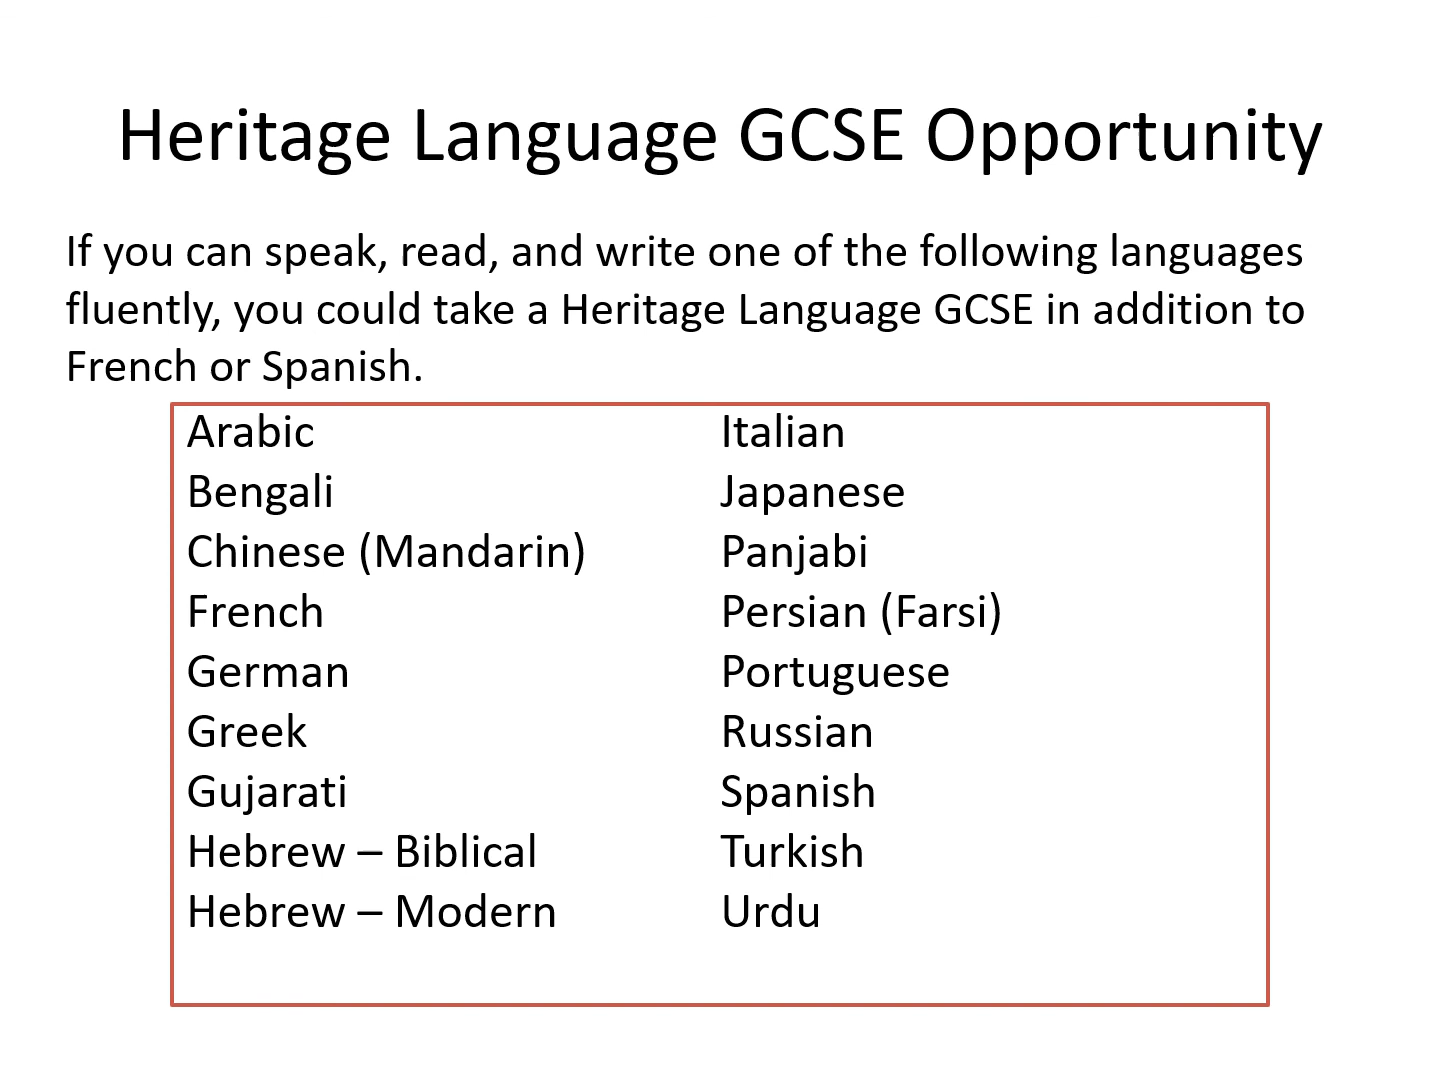 Heritage Language GCSE Opportunity
If you can speak, read, and write one of the following languages
fluently, you could take a Heritage Language GCSE in addition to
French or Spanish.
Arabic
Bengali
Chinese (Mandarin)
French
German
Greek
Gujarati
Hebrew – Biblical
Hebrew – Modern
Italian
Japanese
Panjabi
Persian (Farsi)
Portuguese
Russian
Spanish
Turkish
Urdu